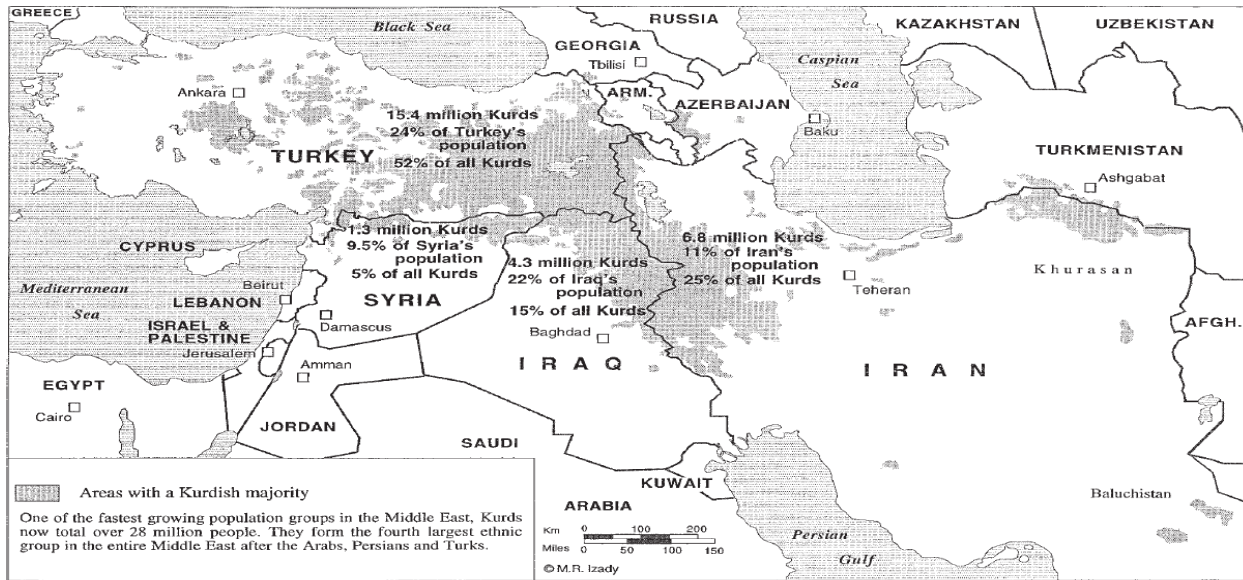 GREECE
Black Sea
RUSSIA
KAZAKHSTAN
UZBEKISTAN
GEORGIA
Tbilisi
Caspian
Sea
Ankara
ARM.
AZERBAIJAN
Baku
15.4 million Kurds
24% of Turkey's
population
52% of all Kurds
TURKEY
TURKMENISTAN
Ashgabat
CYPRUS
1.3 million Kurds
9.5% of Syria's
population
5% of all Kurds
SYRIA
4.3 million Kurds
22% of Iraq's
population
15% of all Kurds
6.8 million Kurds
11% of Iran's
population
25% of all Kurds
Teheran
Khurasan
Mediterranean
Sea
Beirut
LEBANON
Damascus
ISRAEL &
PALESTINE
Jerusalem
Amman
Baghdad
IRAQ
IRAN
AFGH.
EGYPT
Cairo
JORDAN
SAUDI
ARABIA
KUWAIT
Baluchistan
Persian
Gulf
Areas with a Kurdish majority
One of the fastest growing population groups in the Middle East, Kurds
now total over 28 million people. They form the fourth largest ethnic
group in the entire Middle East after the Arabs, Persians and Turks.
Km 0 100 200
Miles 0 50 100 150
© M.R. Izady